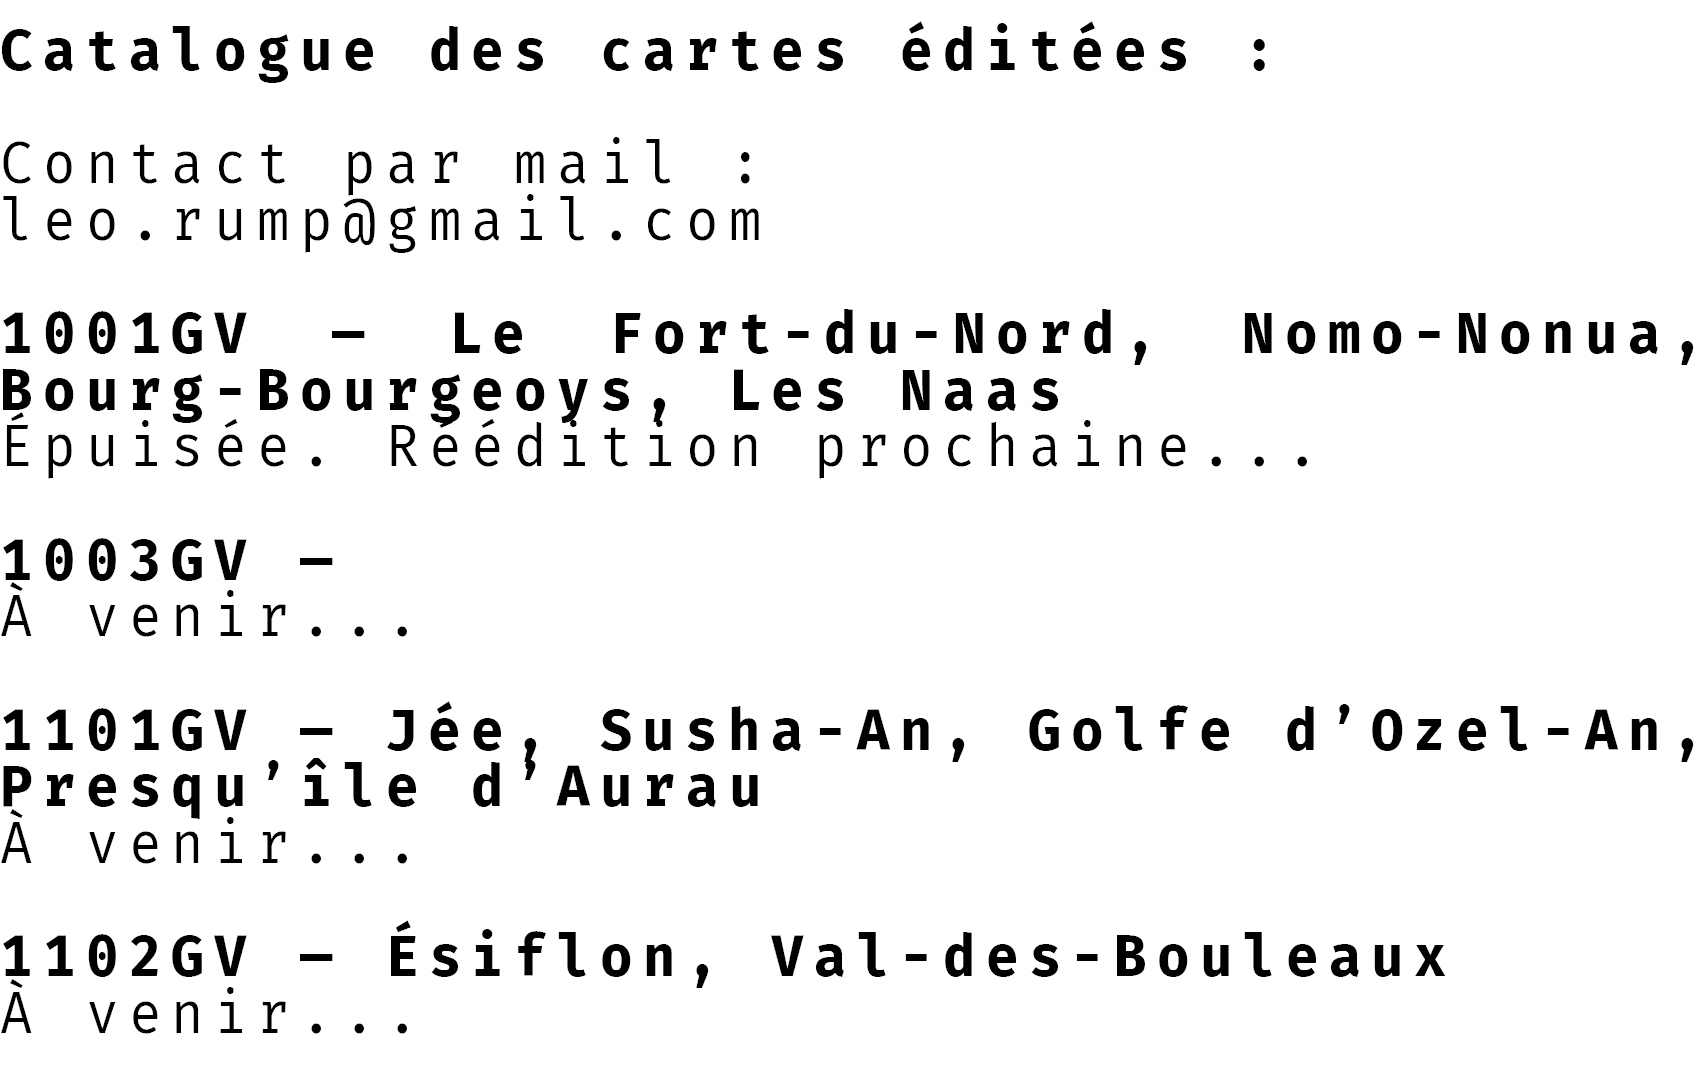 Catalogue des cartes éditées :
Contact par mail :
leo.rump@gmail.com
1001GV — Le Fort-du-Nord, Nomo-Nonua,
Bourg-Bourgeoys, Les Naas
Épuisée. Réédition prochaine...
1003GV —
À venir...
1101GV — Jée, Susha-An, Golfe d’Ozel-An,
Presqu’île d’Aurau
À venir...
1102GV — Ésiflon, Val-des-Bouleaux
À venir...